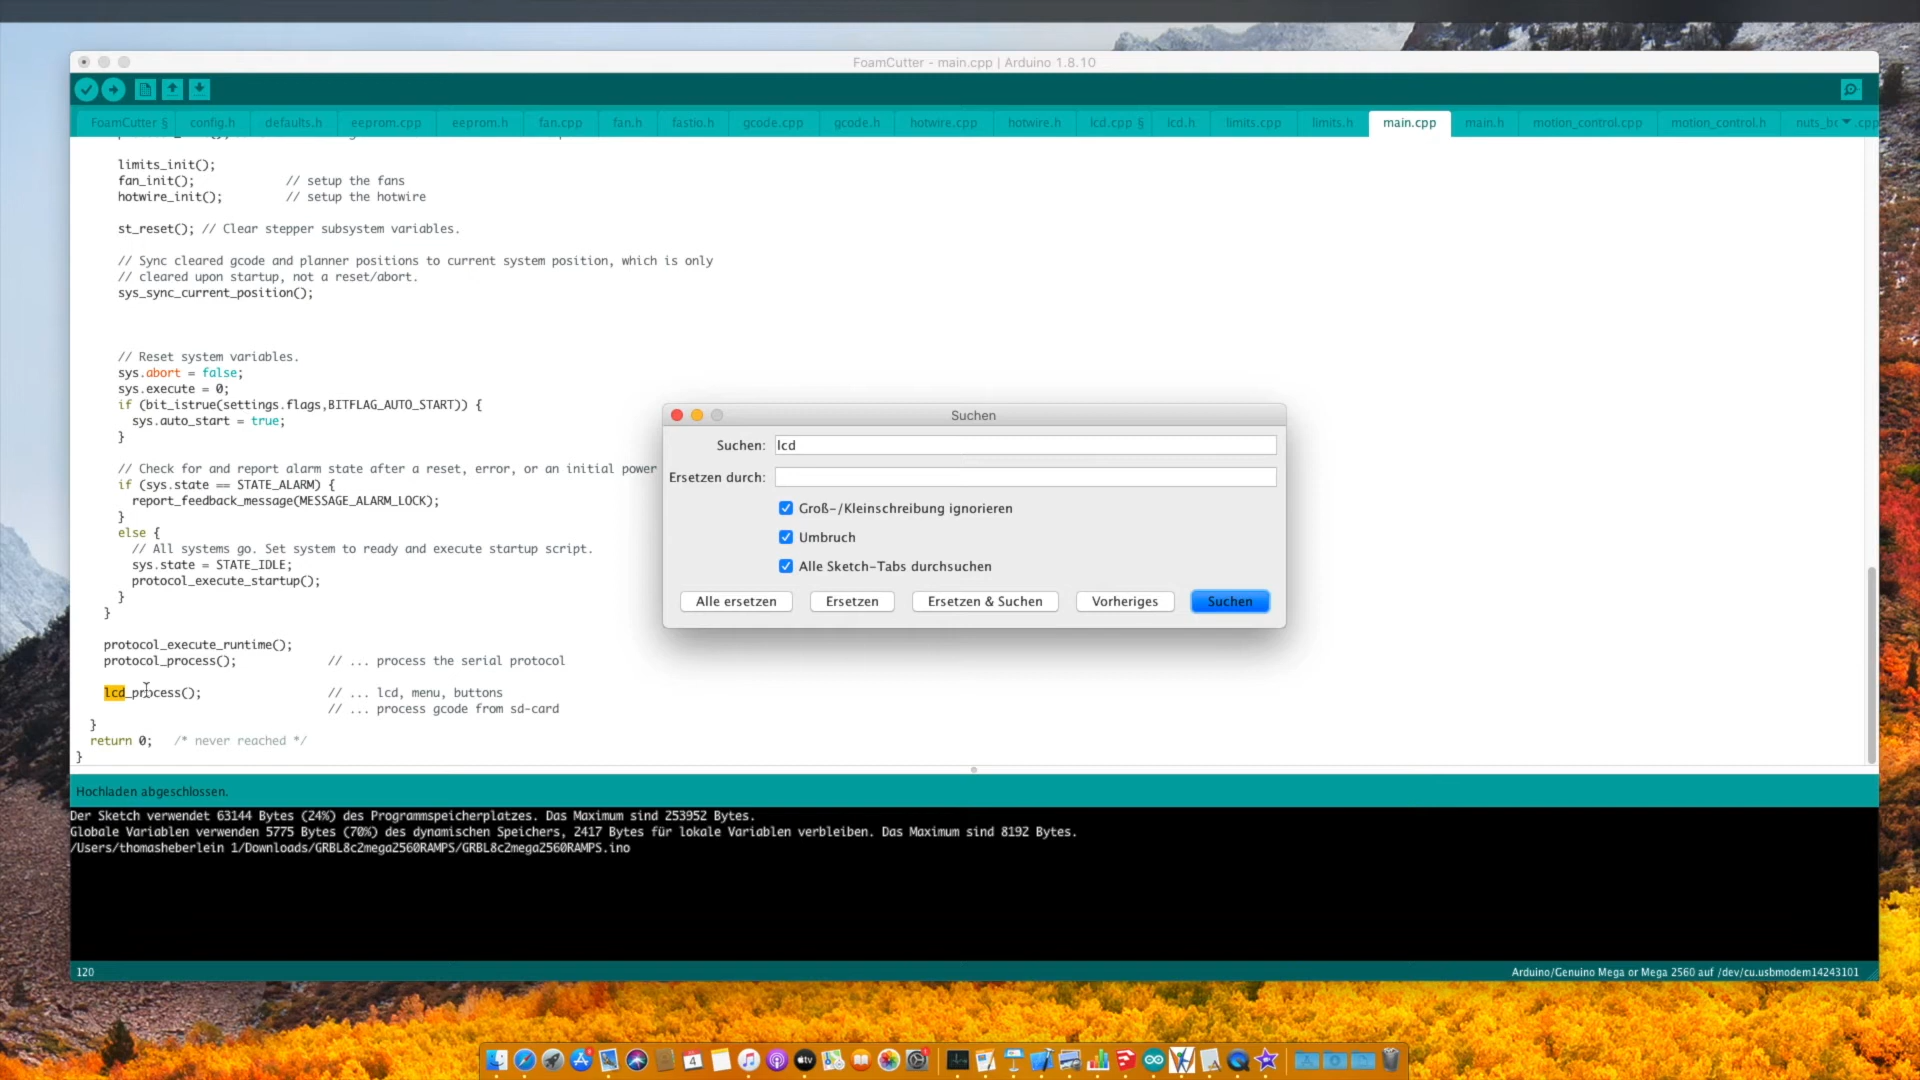 FoamCutter - main.cpp | Arduino 1.8.10
FoamCutter § config.h defaults.h eeprom.cpp eeprom.h fan.cpp fan.h fastio.h gcode.cpp gcode.h hotwire.cpp hotwire.h lcd.cpp § lcd.h limits.cpp limits.h main.cpp main.h motion_control.cpp motion_control.h
limits_init();
fan_init(); // setup the fans
hotwire_init(); // setup the hotwire
st_reset(); // Clear stepper subsystem variables.
// Sync cleared gcode and planner positions to current system position, which is only
// cleared upon startup, not a reset/abort.
sys_sync_current_position();
// Reset system variables.
sys.abort = false;
sys.execute = 0;
if (bit_istrue(settings.flags,BITFLAG_AUTO_START)) {
sys.auto_start = true;
}
// Check for and report alarm state after a reset, error, or an initial power
if (sys.state == STATE_ALARM) {
report_feedback_message(MESSAGE_ALARM_LOCK);
}
else {
// All systems go. Set system to ready and execute startup script.
sys.state = STATE_IDLE;
protocol_execute_startup();
}
}
protocol_execute_runtime();
protocol_process(); // ... process the serial protocol
lcd_process(); // ... lcd, menu, buttons
// ... process gcode from sd-card
}
return 0; /* never reached */
}
Suchen
Suchen: lcd
Ersetzen durch:
Groß-/Kleinschreibung ignorieren
Umbruch
Alle Sketch-Tabs durchsuchen
Alle ersetzen Ersetzen Ersetzen & Suchen Vorheriges Suchen
Hochladen abgeschlossen.
Der Sketch verwendet 63144 Bytes (24%) des Programmspeicherplatzes. Das Maximum sind 253952 Bytes.
Globale Variablen verwenden 5775 Bytes (70%) des dynamischen Speichers, 2417 Bytes für lokale Variablen verbleiben. Das Maximum sind 8192 Bytes.
/Users/thomasheberlein 1/Downloads/GRBL8c2mega2560RAMPS/GRBL8c2mega2560RAMPS.ino
120 Arduino/Genuino Mega or Mega 2560 auf /dev/cu.usbmodem14243101